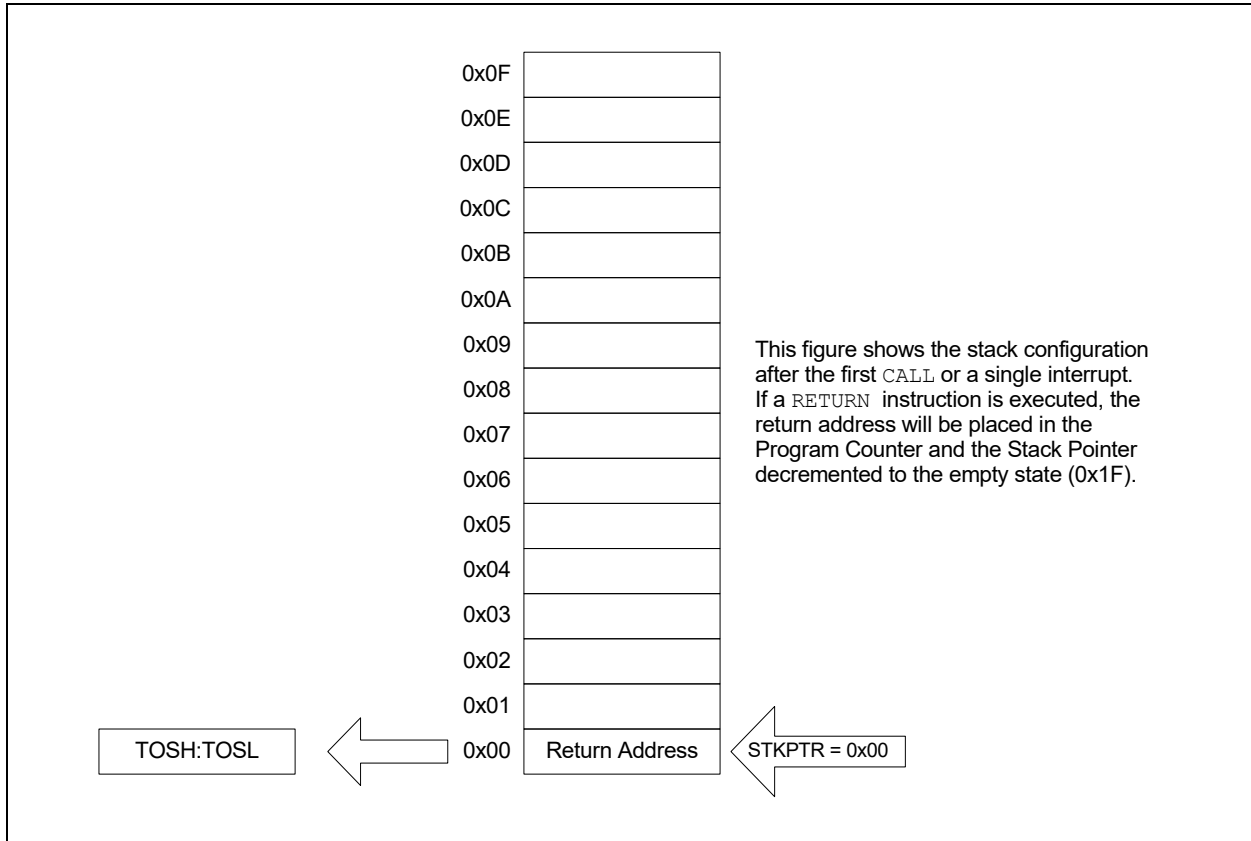 0x0F
0x0E
0x0D
0x0C
0x0B
0x0A
0x09
0x08
0x07
0x06
0x05
0x04
0x03
0x02
0x01
This figure shows the stack configuration
after the first CALL or a single interrupt.
If a RETURN instruction is executed, the
return address will be placed in the
Program Counter and the Stack Pointer
decremented to the empty state (0x1F).
TOSH:TOSL 0x00 Return Address STKPTR = 0x00